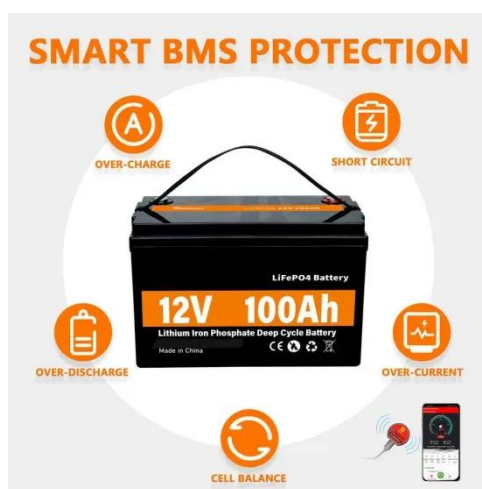 SMART BMS PROTECTION
A
OVER-CHARGE
SHORT CIRCUIT
LiFePO4 Battery
12V 100Ah
Lithium Iron Phosphate Deep Cycle Battery
Made in China
CE
OVER-DISCHARGE
OVER-CURRENT
CELL BALANCE